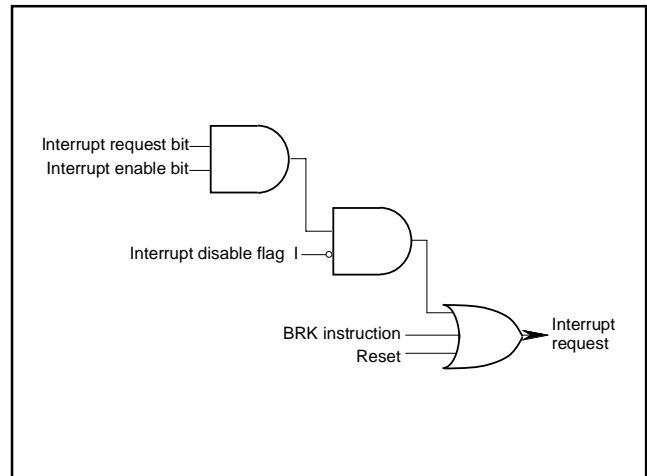 Interrupt request bit
Interrupt enable bit
Interrupt disable flag I
BRK instruction
Reset
Interrupt
request